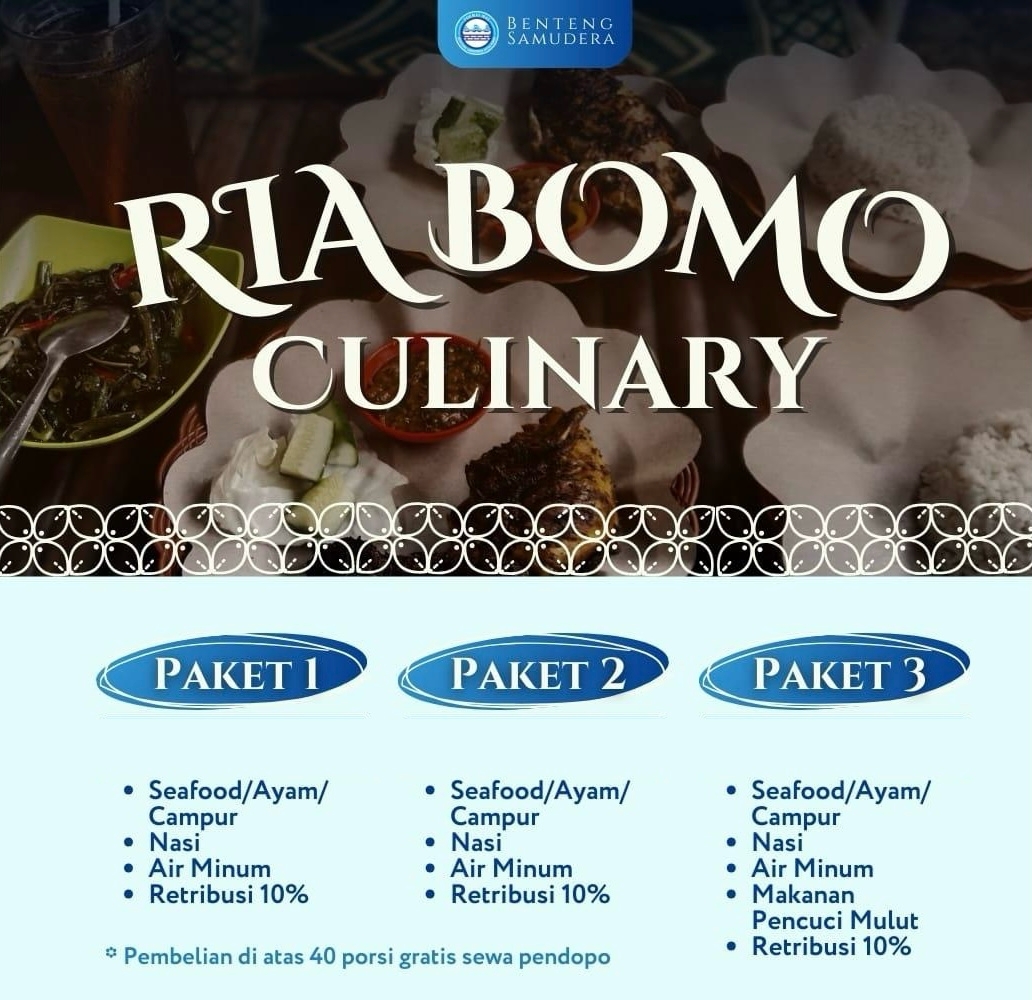 BENTENG
SAMUDERA
RIA BOMO
CULINARY
PAKET 1
• Seafood/Ayam/
Campur
• Nasi
• Air Minum
• Retribusi 10%
PAKET 2
• Seafood/Ayam/
Campur
• Nasi
• Air Minum
• Retribusi 10%
PAKET 3
• Seafood/Ayam/
Campur
• Nasi
• Air Minum
• Makanan
Pencuci Mulut
• Retribusi 10%
* Pembelian di atas 40 porsi gratis sewa pendopo